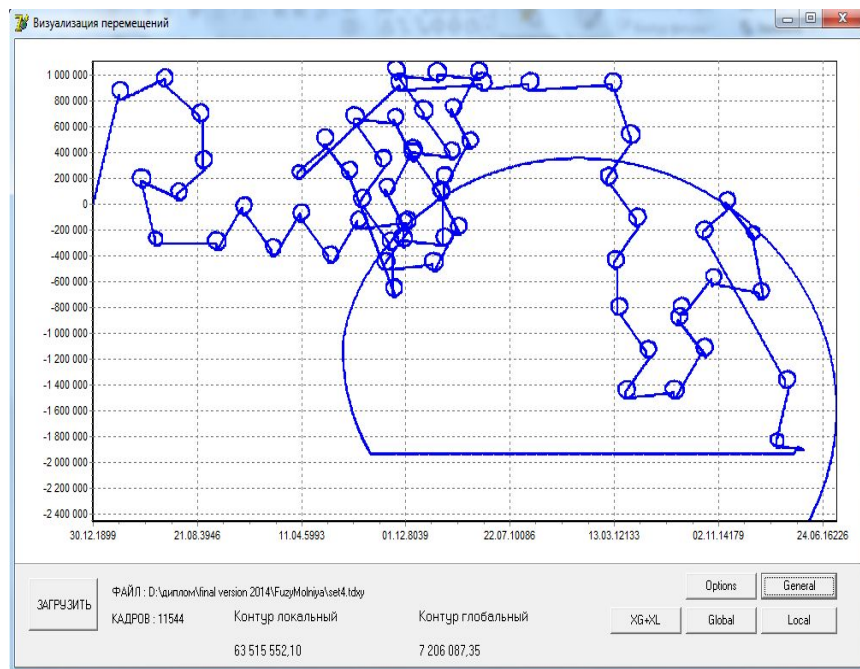 Визуализация перемещений
1 000 000
800 000
600 000
400 000
200 000
0
-200 000
-400 000
-600 000
-800 000
-1 000 000
-1 200 000
-1 400 000
-1 600 000
-1 800 000
-2 000 000
-2 200 000
-2 400 000
30.12.1899 21.08.3946 11.04.5993 01.12.8039 22.07.10086 13.03.12133 02.11.14179 24.06.16226
ЗАГРУЗИТЬ
ФАЙЛ : D:\диплом\final version 2014\FuzyMolniya\set4.tdxy
КАДРОВ : 11544
Контур локальный Контур глобальный
63 515 552,10 7 206 087,35
Options General
XG+XL Global Local